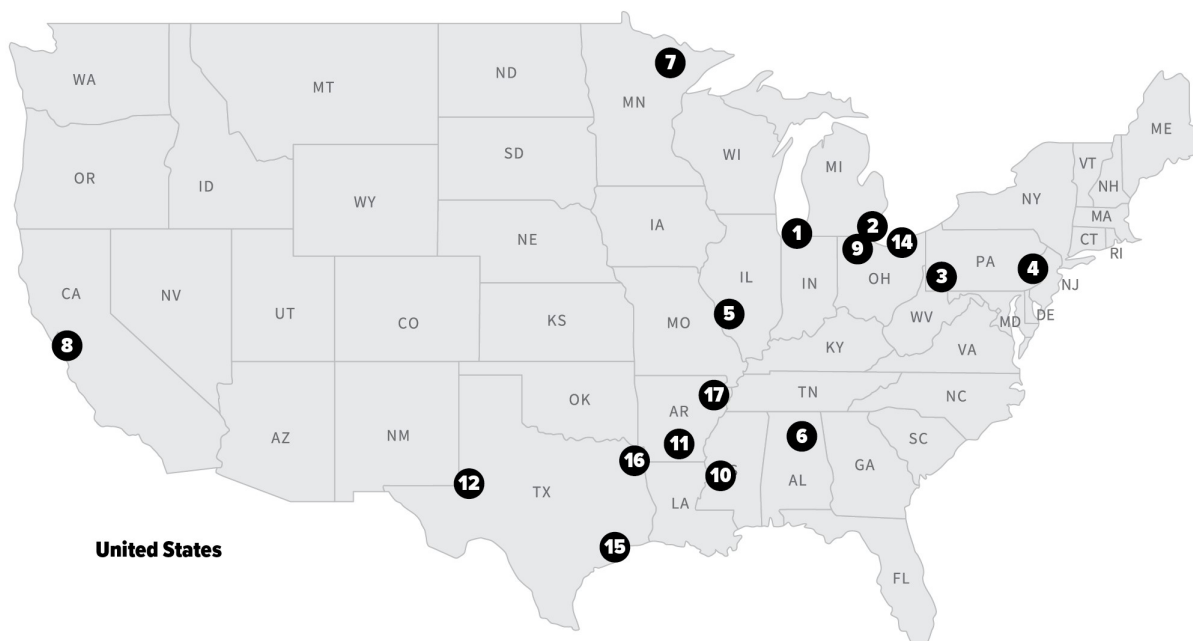 7
WA
MT
ND
MN
ME
OR
ID
SD
WI
MI
VT
NH
NY
WY
MA
IA
NE
CT
RI
1
2
9
14
3
PA
4
NJ
CA
NV
UT
CO
KS
MO
IL
IN
OH
5
WV
MD
DE
VA
8
KY
17
TN
NC
AZ
NM
OK
AR
11
6
SC
16
10
S
AL
GA
12
TX
LA
15
United States
FL